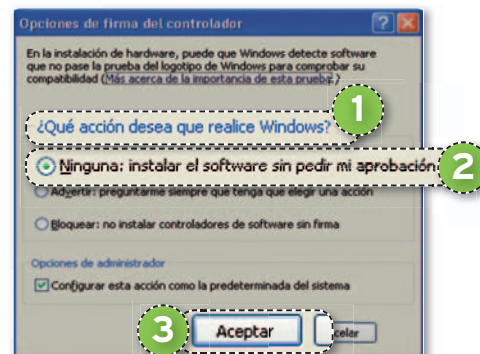 Opciones de firma del controlador
En la instalación de hardware, puede que Windows detecte software
que no pase la prueba del logotipo de Windows para comprobar su
compatibilidad (Más acerca de la importancia de esta prueba.)
1
¿Qué acción desea que realice Windows?
Ninguna: instalar el software sin pedir mi aprobación
2
Advertir: preguntarme siempre que tenga que elegir una acción
Bloquear: no instalar controladores de software sin firma
Opciones de administrador
Configurar esta acción como la predeterminada del sistema
3
Aceptar